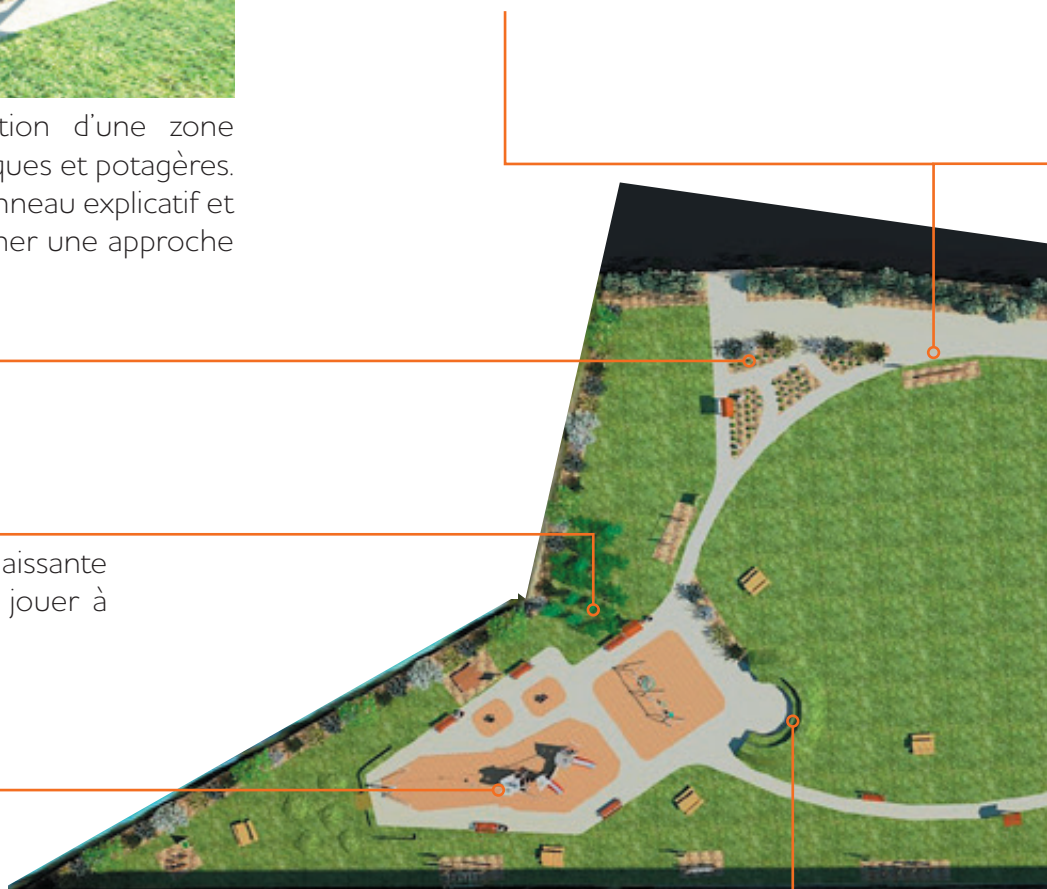 tion d'une zone
ques et potagères.
nneau explicatif et
ner une approche
aissante
jouer à